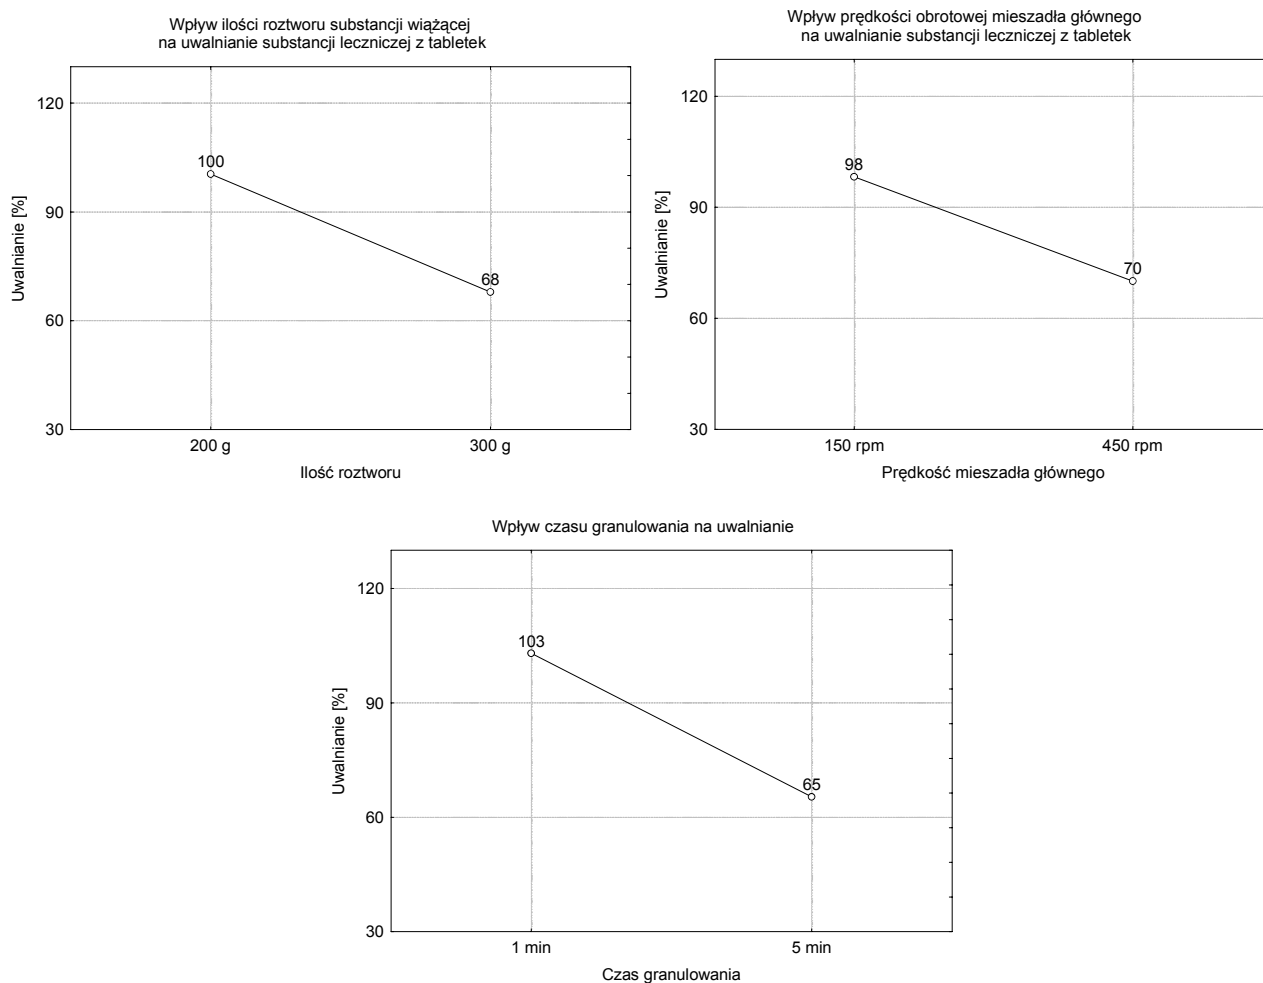 Wpływ ilości roztworu substancji wiążącej
na uwalnianie substancji leczniczej z tabletek
120
90
60
30
Uwalnianie [%]
100
68
200 g
300 g
Ilość roztworu
Wpływ prędkości obrotowej mieszadła głównego
na uwalnianie substancji leczniczej z tabletek
120
90
60
30
Uwalnianie [%]
98
70
150 rpm
450 rpm
Prędkość mieszadła głównego
Wpływ czasu granulowania na uwalnianie
120
90
60
30
Uwalnianie [%]
103
65
1 min
5 min
Czas granulowania